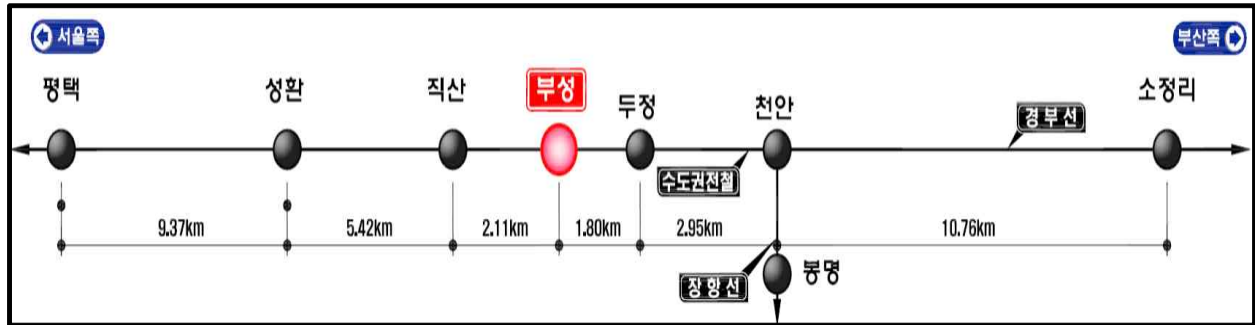 서울쪽
부산쪽
평택
성환
직산
부성
두정
천안
소정리
경부선
수도권전철
9.37km
5.42km
2.11km
1.80km
2.95km
10.76km
장항선
봉명